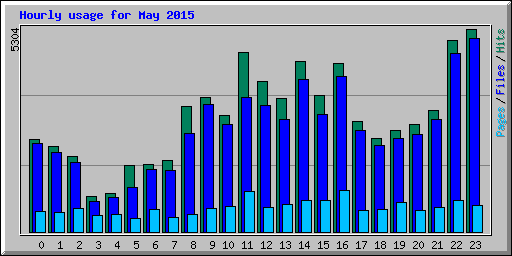 Hourly usage for May 2015
5304
Pages/Files/Hits
0 1 2 3 4 5 6 7 8 9 10 11 12 13 14 15 16 17 18 19 20 21 22 23